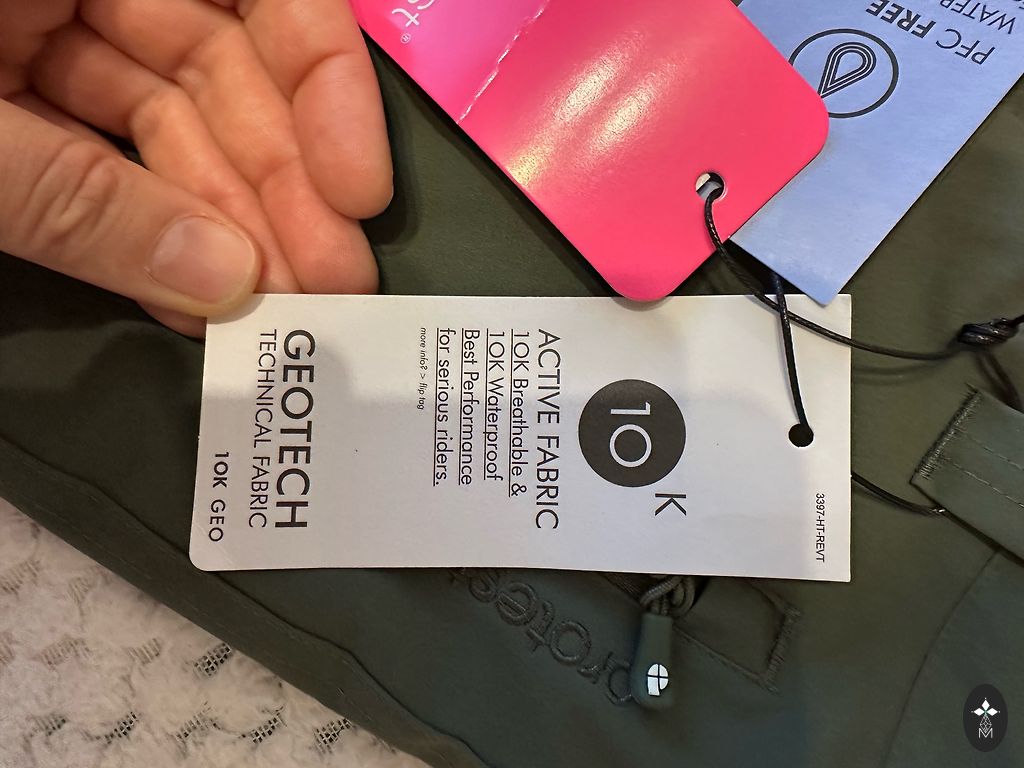 10
K
ACTIVE FABRIC
10K Breathable &
10K Waterproof
Best Performance
for serious riders.
more info? > flip tag
GEOTECH
TECHNICAL FABRIC
10K GEO
3397-HT-REVT
PFC FREE
WATER
protest